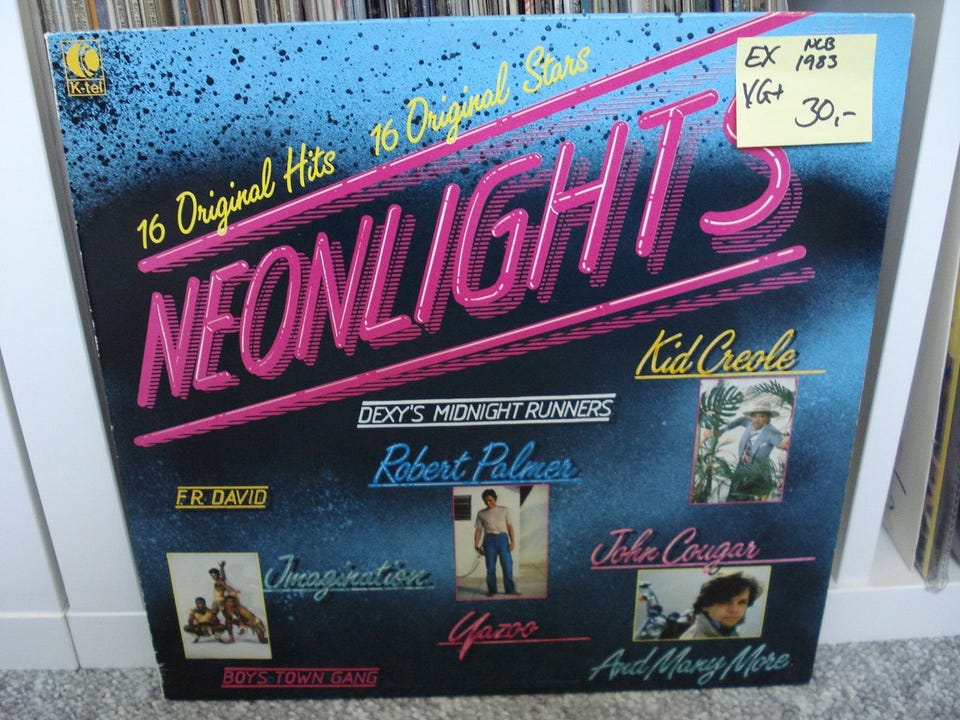 K-tel
16 Original Hits 16 Original Stars
NEONLIGHTS
EX NCB
1983
VG+ 30,-
Kid Creole
DEXY'S MIDNIGHT RUNNERS
Robert Palmer
F.R. DAVID
John Cougar
Imagination
Yazoo
And Many More
BOYS TOWN GANG